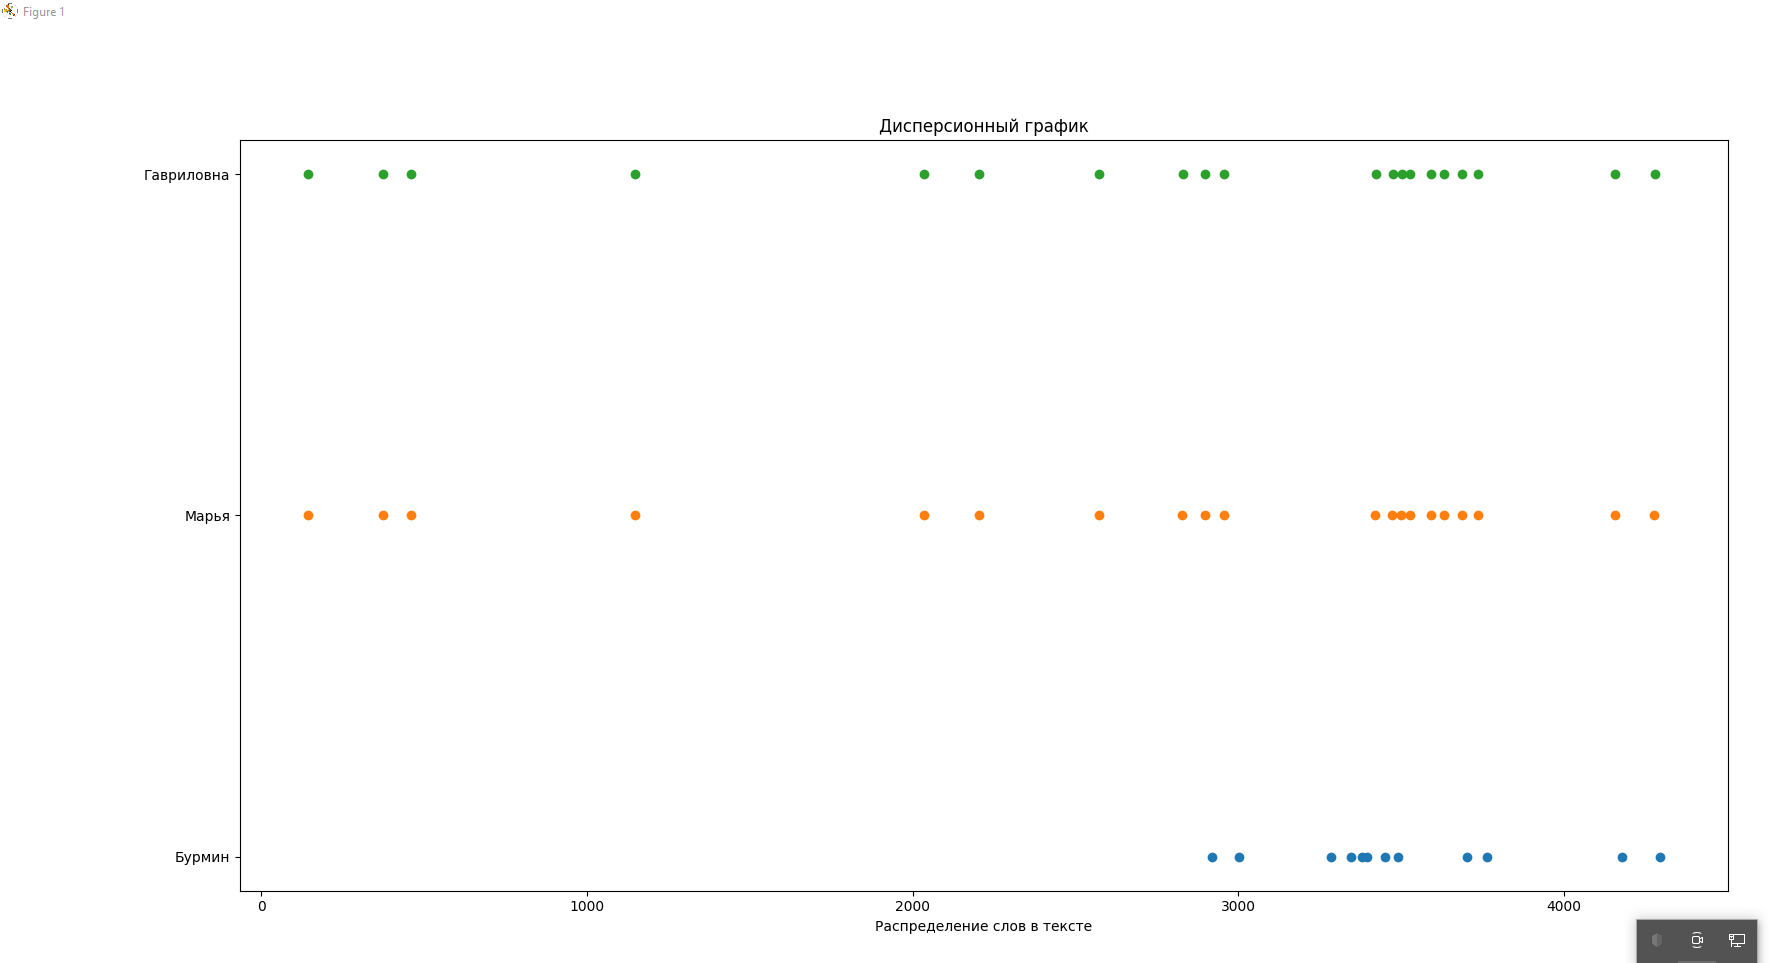 Figure 1
Дисперсионный график
Гавриловна
Марья
Бурмин
0 1000 2000 3000 4000
Распределение слов в тексте